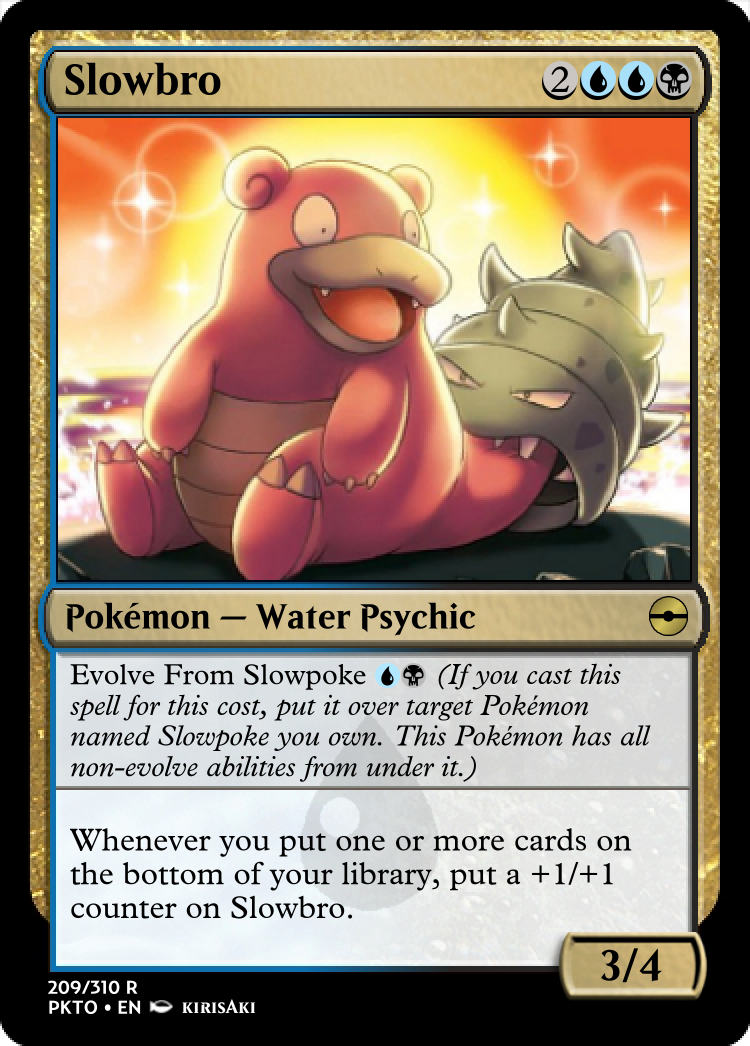 Slowbro 2
Pokémon — Water Psychic
Evolve From Slowpoke (If you cast this
spell for this cost, put it over target Pokémon
named Slowpoke you own. This Pokémon has all
non-evolve abilities from under it.)
Whenever you put one or more cards on
the bottom of your library, put a +1/+1
counter on Slowbro.
3/4
209/310 R
PKTO • EN KIRISAKI